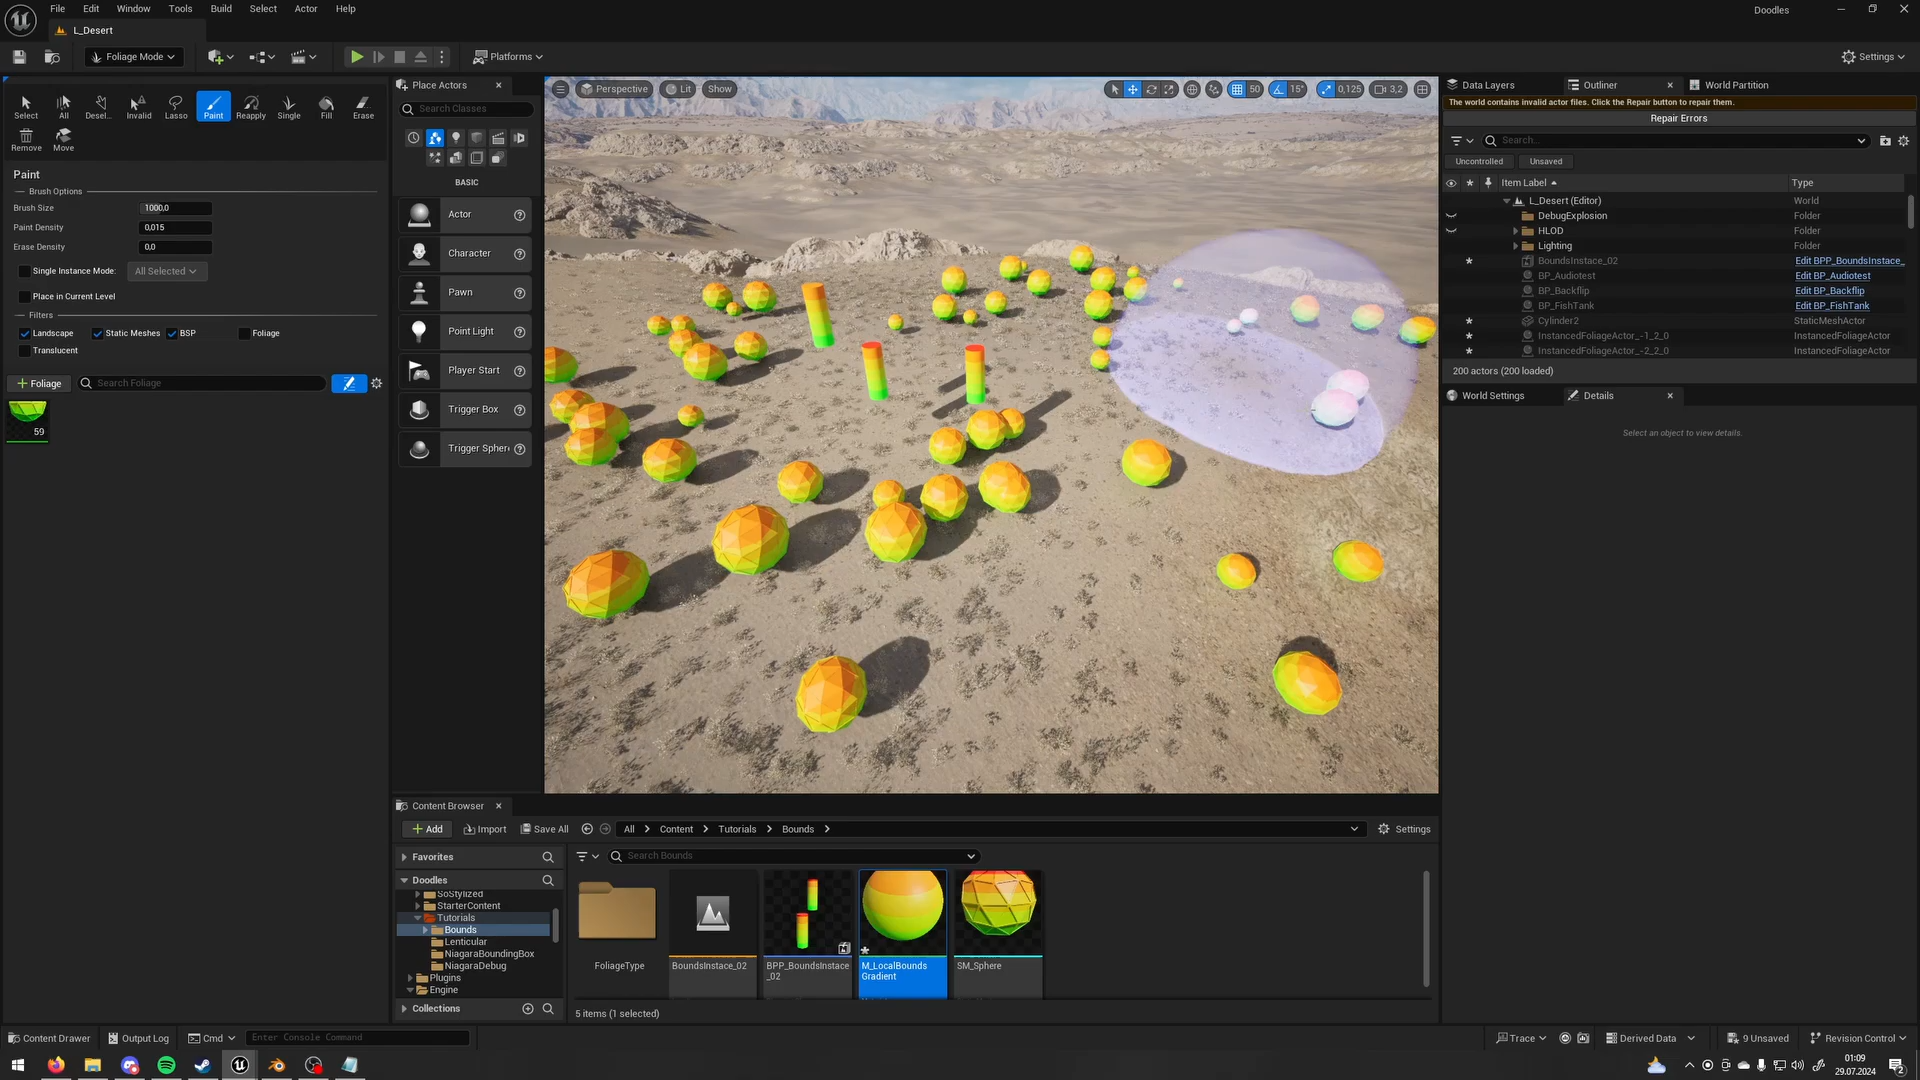 File Edit Window Tools Build Select Actor Help
Doodles
L_Desert
Foliage Mode
Platforms
Settings
Select All Desel... Invalid Lasso Paint Reapply Single Fill Erase
Remove Move
Paint
Brush Options
Brush Size 1000,0
Paint Density 0,015
Erase Density 0,0
Single Instance Mode: All Selected
Place in Current Level
Filters
Landscape Static Meshes BSP Foliage
Translucent
+ Foliage Search Foliage
59
Place Actors
Search Classes
BASIC
Actor
Character
Pawn
Point Light
Player Start
Trigger Box
Trigger Sphere
Perspective Lit Show
50 15° 0,125 3,2
Data Layers Outliner World Partition
The world contains invalid actor files. Click the Repair button to repair them.
Repair Errors
Search...
Uncontrolled Unsaved
Item Label Type
L_Desert (Editor) World
DebugExplosion Folder
HLOD Folder
Lighting Folder
BoundsInstace_02 Edit BPP_BoundsInstace_
BP_Audiotest Edit BP_Audiotest
BP_Backflip Edit BP_Backflip
BP_FishTank Edit BP_FishTank
Cylinder2 StaticMeshActor
InstancedFoliageActor_-1_2_0 InstancedFoliageActor
InstancedFoliageActor_-2_2_0 InstancedFoliageActor
200 actors (200 loaded)
World Settings Details
Select an object to view details.
Content Browser
+ Add Import Save All All > Content > Tutorials > Bounds > Settings
Favorites
Search Bounds
Doodles
SoStylized
StarterContent
Tutorials
Bounds
Lenticular
NiagaraBoundingBox
NiagaraDebug
Plugins
Engine
Collections
FoliageType
BoundsInstace_02
BPP_BoundsInstace
_02
M_LocalBounds
Gradient
SM_Sphere
5 items (1 selected)
Content Drawer Output Log Cmd Enter Console Command
Trace Derived Data 9 Unsaved Revision Control
01:09
29.07.2024
2